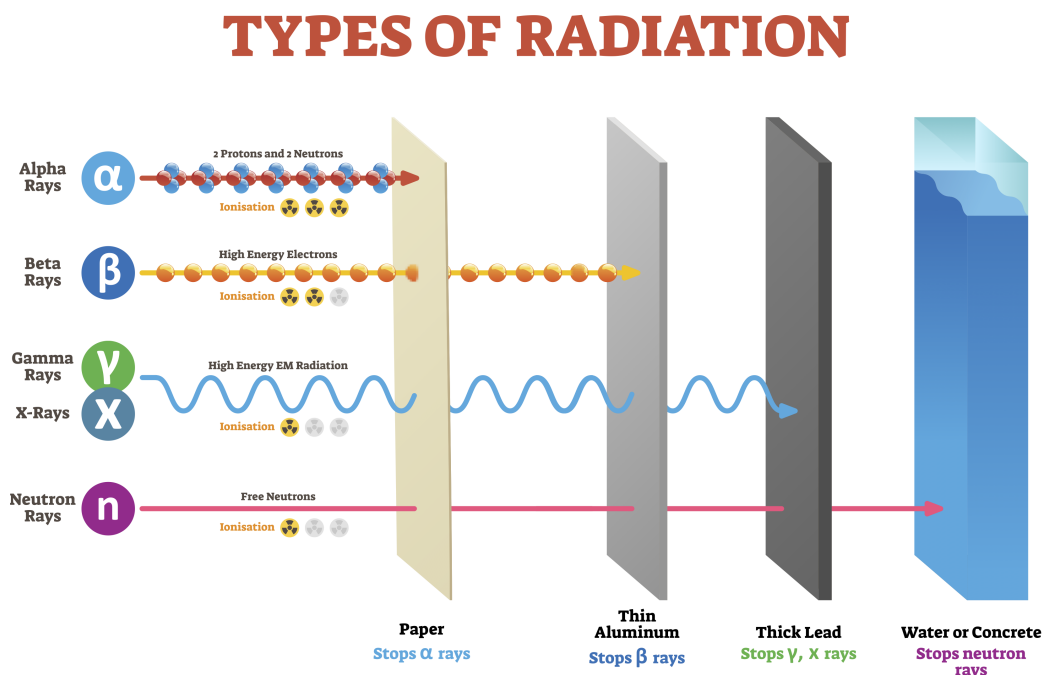 TYPES OF RADIATION
Alpha
Rays
α
2 Protons and 2 Neutrons
Ionisation
Beta
Rays
β
High Energy Electrons
Ionisation
Gamma
Rays
γ
X-Rays
X
High Energy EM Radiation
Ionisation
Neutron
Rays
n
Free Neutrons
Ionisation
Paper
Stops α rays
Thin
Aluminum
Stops β rays
Thick Lead
Stops γ, X rays
Water or Concrete
Stops neutron
rays